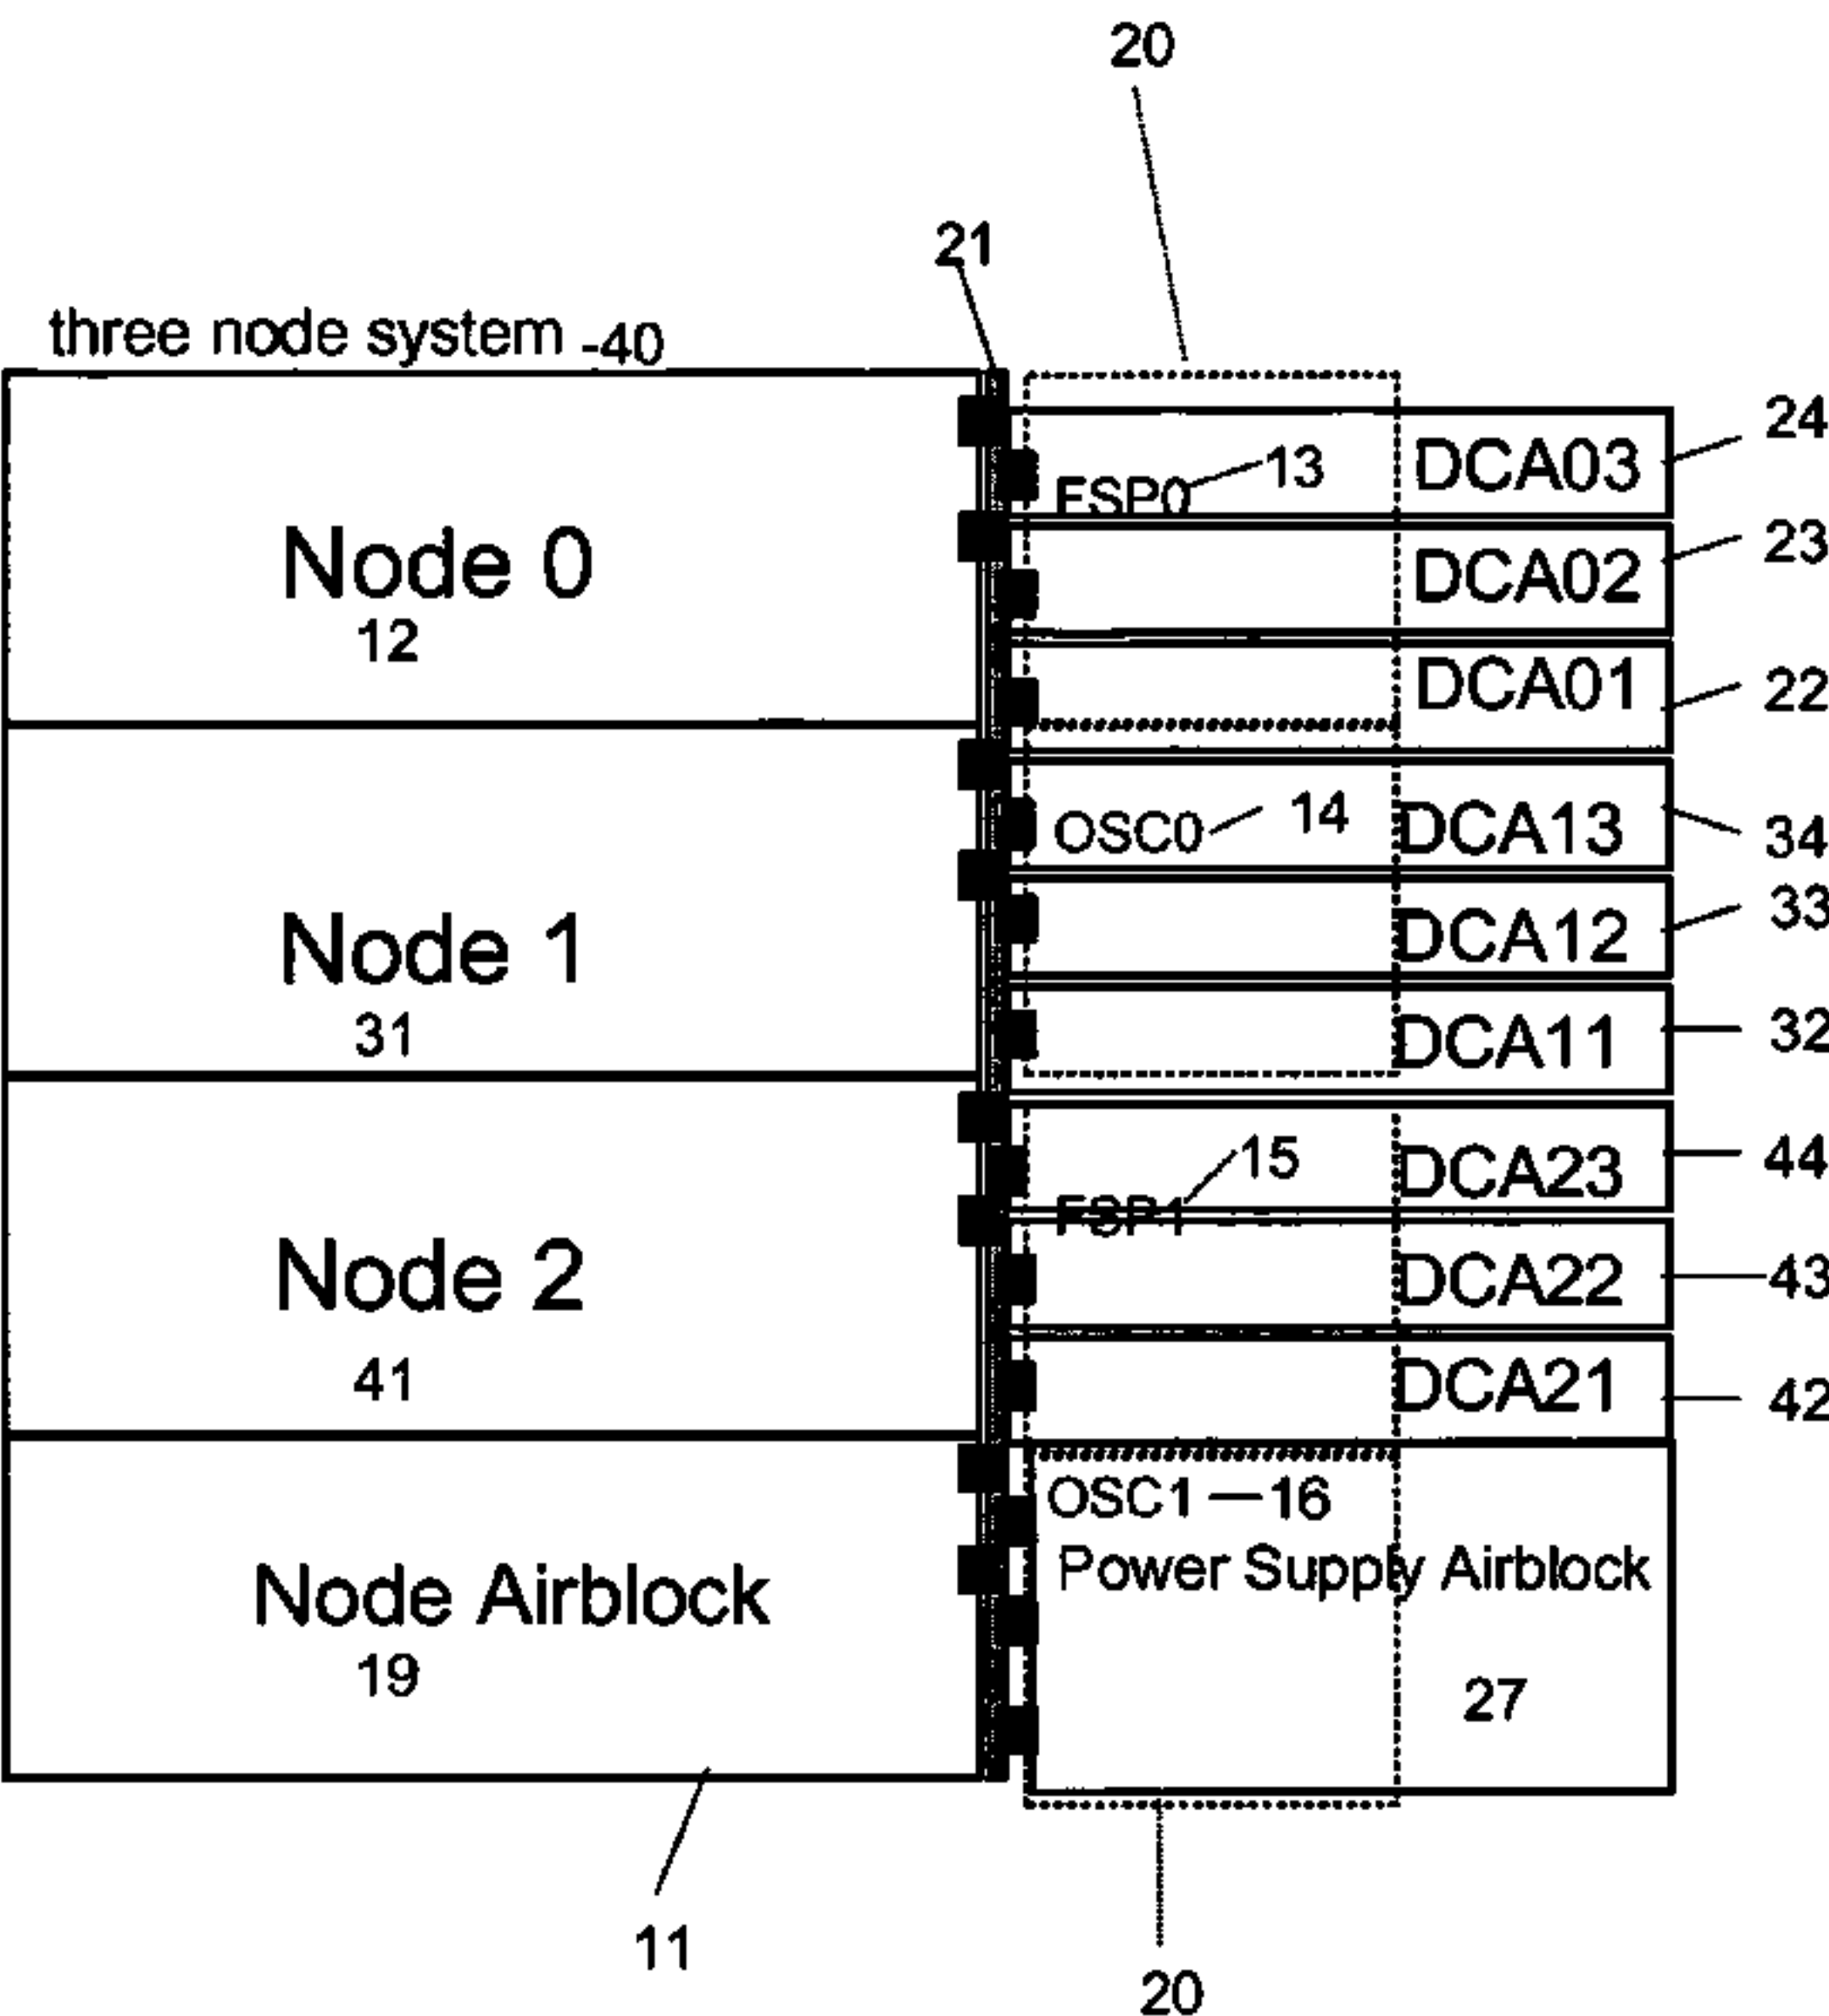 20
21
three node system -40
24
FSP0 13 DCA03
23
Node 0 DCA02
12
DCA01 22
OSC0 14 DCA13 34
33
Node 1 DCA12
31 DCA11 32
15 DCA23 44
FSP1
Node 2 DCA22 43
41 DCA21 42
OSC1 16
Node Airblock Power Supply Airblock
19 27
11
20